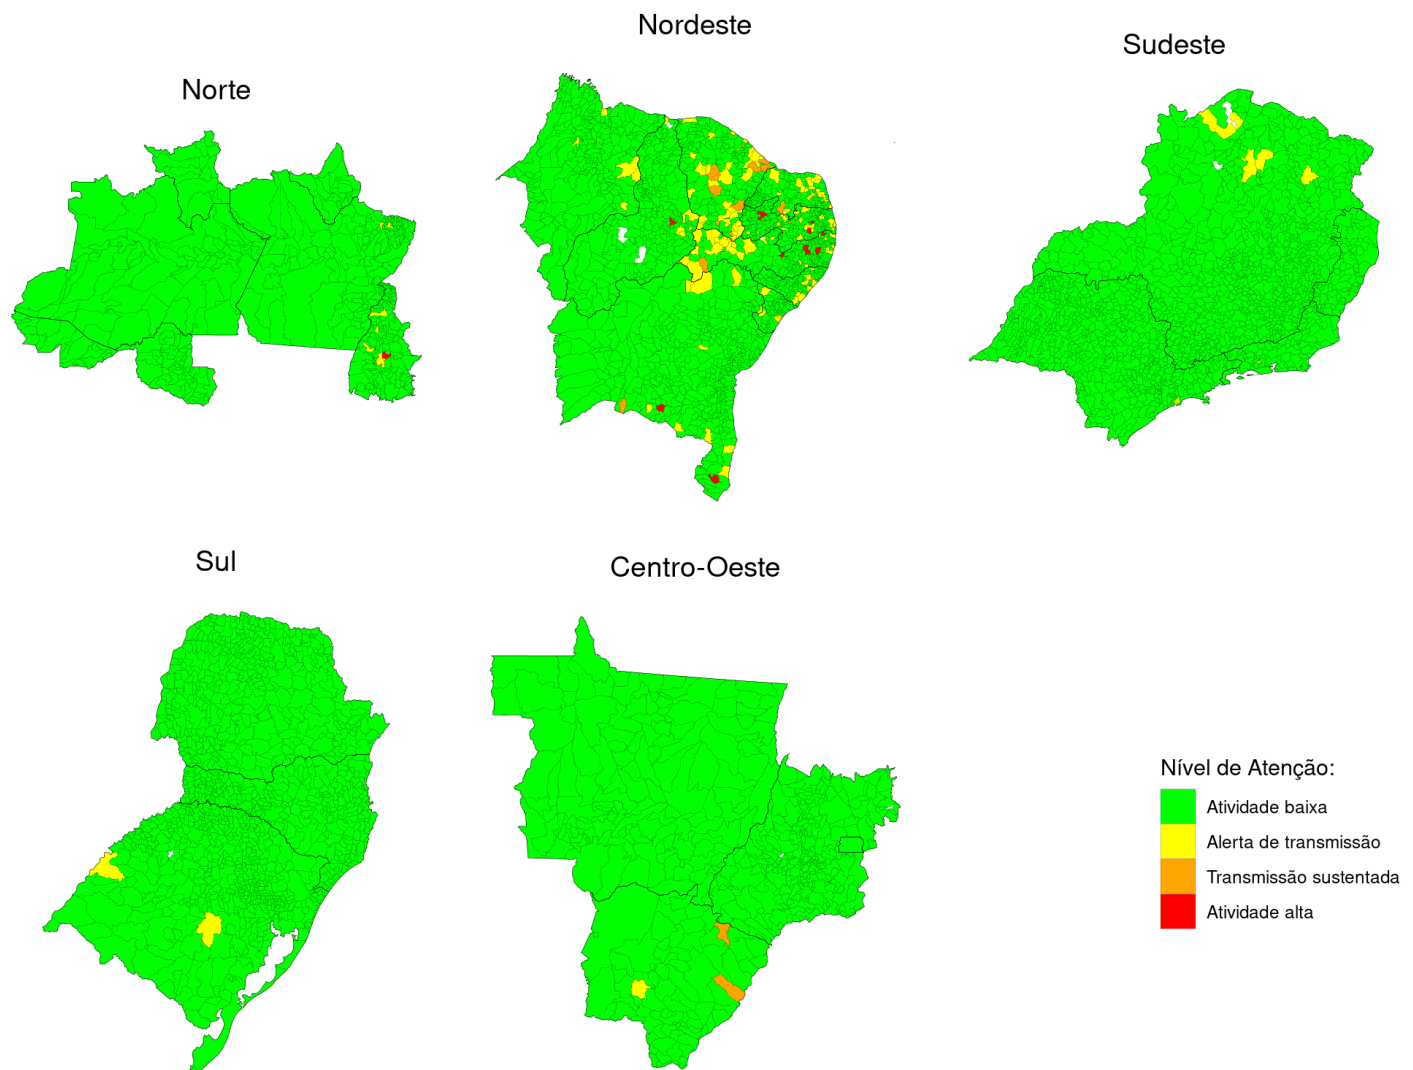 Nordeste
Sudeste
Norte
Sul
Centro-Oeste
Nível de Atenção:
Atividade baixa
Alerta de transmissão
Transmissão sustentada
Atividade alta